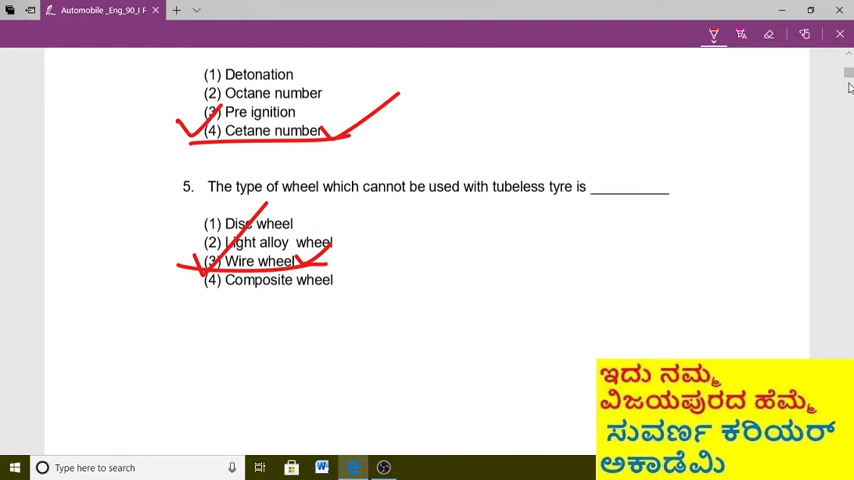 Automobile _Eng_90_I F
(1) Detonation
(2) Octane number
(3) Pre ignition
(4) Cetane number
5. The type of wheel which cannot be used with tubeless tyre is __________
(1) Disc wheel
(2) Light alloy wheel
(3) Wire wheel
(4) Composite wheel
ಇದು ನಮ್ಮ
ವಿಜಯಪುರದ ಹೆಮ್ಮೆ
ಸುವರ್ಣ ಕರಿಯರ್
ಅಕಾಡೆಮಿ
Type here to search